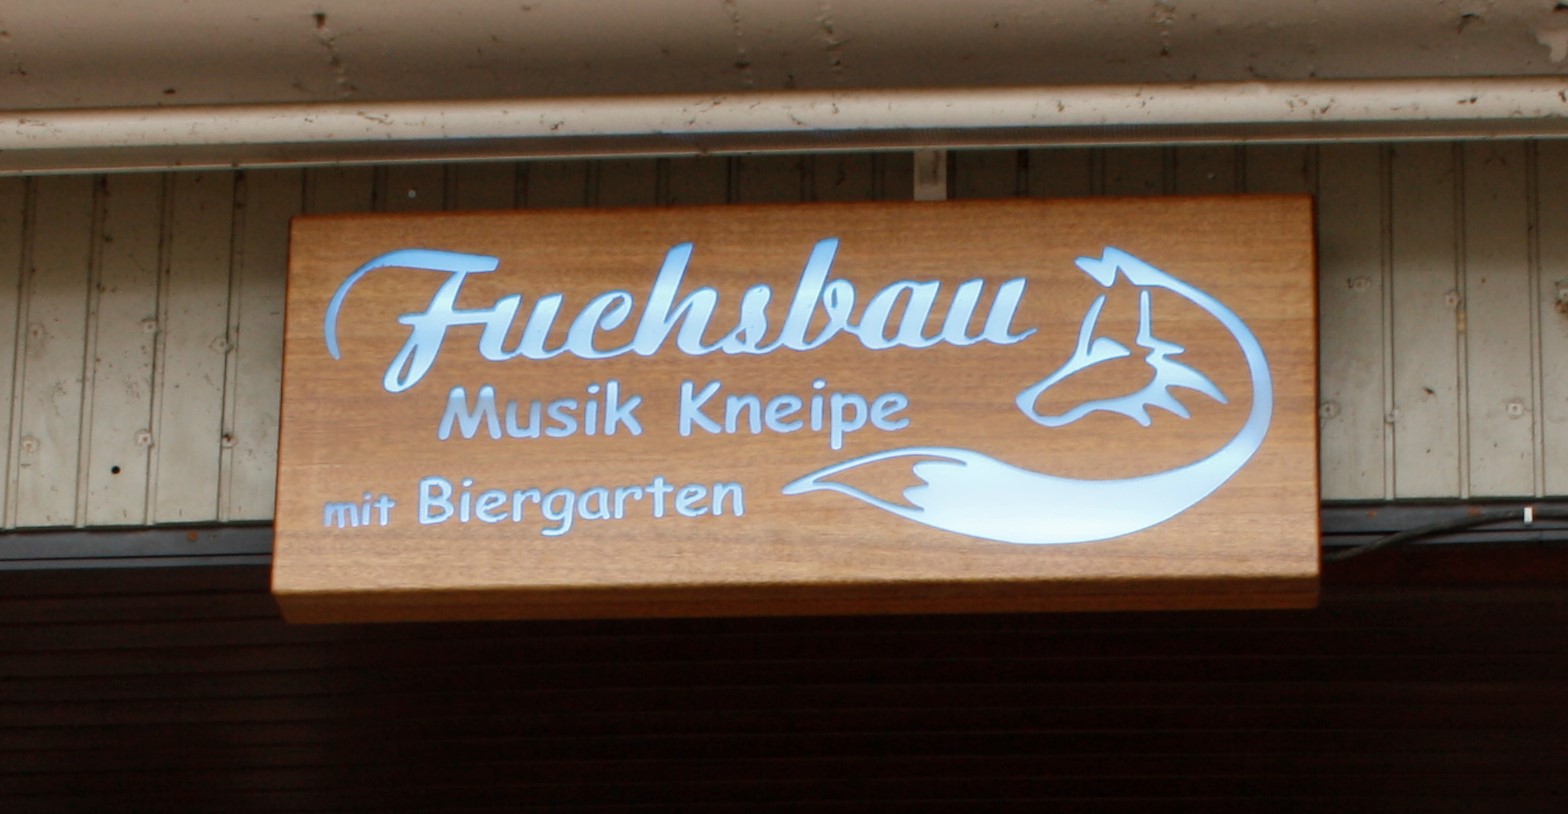 Fuchsbau
Musik Kneipe
mit Biergarten